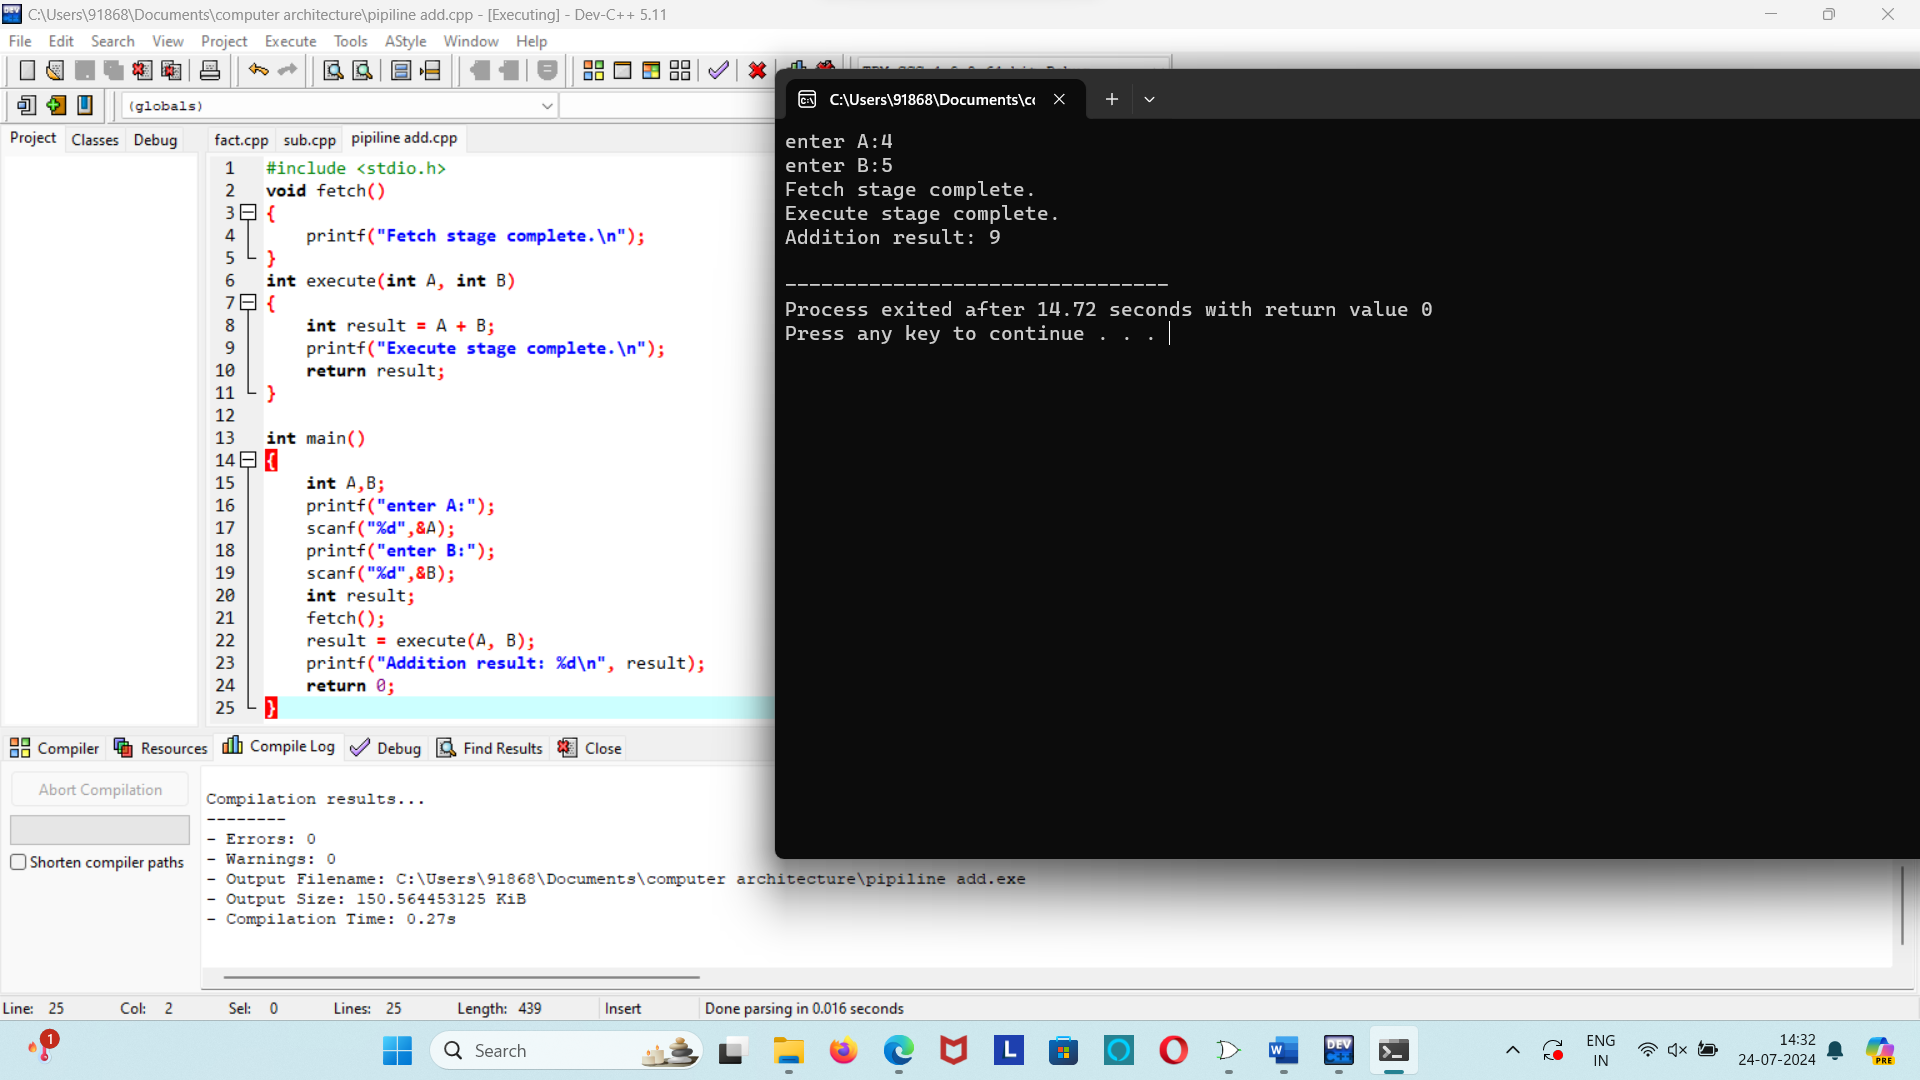 C:\Users\91868\Documents\computer architecture\pipiline add.cpp - [Executing] - Dev-C++ 5.11
File Edit Search View Project Execute Tools AStyle Window Help
(globals)
Project Classes Debug
fact.cpp sub.cpp pipiline add.cpp
1 #include <stdio.h>
2 void fetch()
3 {
4 printf("Fetch stage complete.\n");
5 }
6 int execute(int A, int B)
7 {
8 int result = A + B;
9 printf("Execute stage complete.\n");
10 return result;
11 }
12
13 int main()
14 {
15 int A,B;
16 printf("enter A:");
17 scanf("%d",&A);
18 printf("enter B:");
19 scanf("%d",&B);
20 int result;
21 fetch();
22 result = execute(A, B);
23 printf("Addition result: %d\n", result);
24 return 0;
25 }
C:\Users\91868\Documents\co
enter A:4
enter B:5
Fetch stage complete.
Execute stage complete.
Addition result: 9
--------------------------------
Process exited after 14.72 seconds with return value 0
Press any key to continue . . .
Compiler Resources Compile Log Debug Find Results Close
Abort Compilation
Shorten compiler paths
Compilation results...
--------
- Errors: 0
- Warnings: 0
- Output Filename: C:\Users\91868\Documents\computer architecture\pipiline add.exe
- Output Size: 150.564453125 KiB
- Compilation Time: 0.27s
Line: 25 Col: 2 Sel: 0 Lines: 25 Length: 439 Insert Done parsing in 0.016 seconds
1
Search
L
W
DEV
C++
ENG
IN
14:32
24-07-2024
PRE